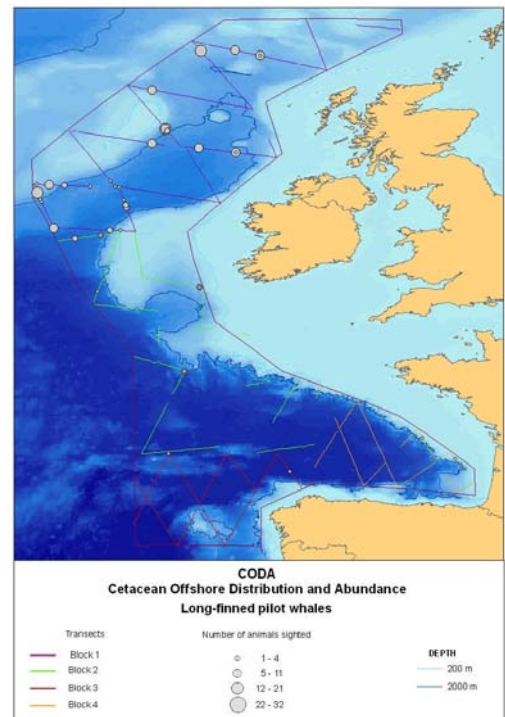 CODA
Cetacean Offshore Distribution and Abundance
Long-finned pilot whales
Transects
Block 1
Block 2
Block 3
Block 4
Number of animals sighted
1 - 4
5 - 11
12 - 21
22 - 32
DEPTH
200 m
2000 m